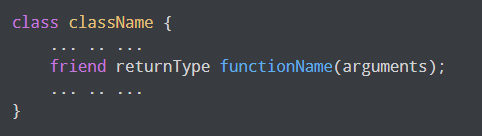 class className {
... .. ...
friend returnType functionName(arguments);
... .. ...
}